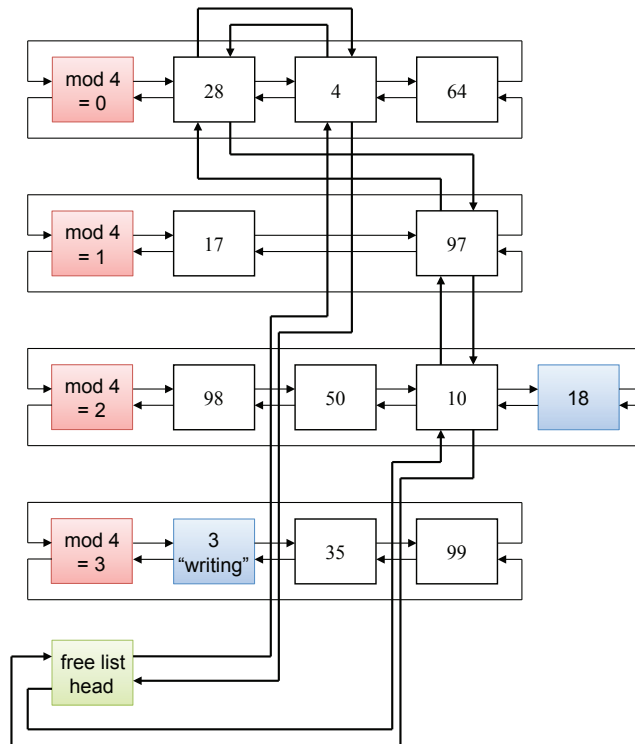 mod 4
= 0
28
4
64
mod 4
= 1
17
97
mod 4
= 2
98
50
10
18
mod 4
= 3
3
“writing”
35
99
free list
head